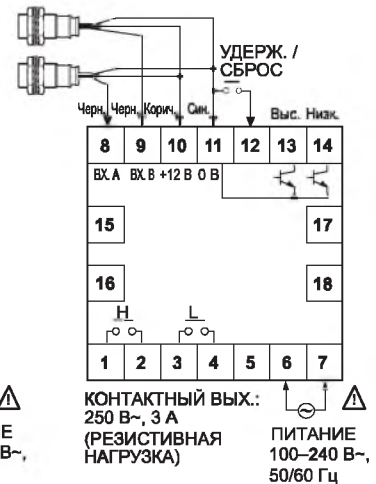 УДЕРЖ. /
СБРОС
Черн. Черн. Корич. Син. Выс. Низк.
8 9 10 11 12 13 14
ВХ. А ВХ. В +12 В 0 В
15 17
16 18
H L
1 2 3 4 5 6 7
КОНТАКТНЫЙ ВЫХ.:
250 В~, 3 А
(РЕЗИСТИВНАЯ
НАГРУЗКА)
ПИТАНИЕ
100–240 В~,
50/60 Гц
Е
В~,